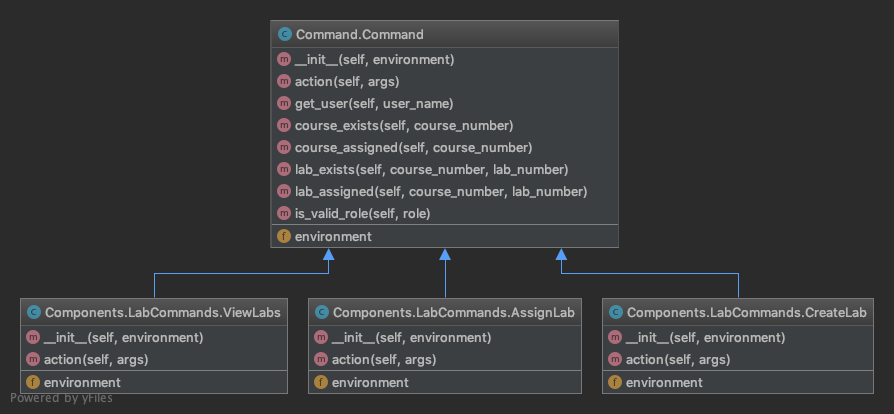 Command.Command
__init__(self, environment)
action(self, args)
get_user(self, user_name)
course_exists(self, course_number)
course_assigned(self, course_number)
lab_exists(self, course_number, lab_number)
lab_assigned(self, course_number, lab_number)
is_valid_role(self, role)
environment
Components.LabCommands.ViewLabs
__init__(self, environment)
action(self, args)
environment
Components.LabCommands.AssignLab
__init__(self, environment)
action(self, args)
environment
Components.LabCommands.CreateLab
__init__(self, environment)
action(self, args)
environment
Powered by yFiles